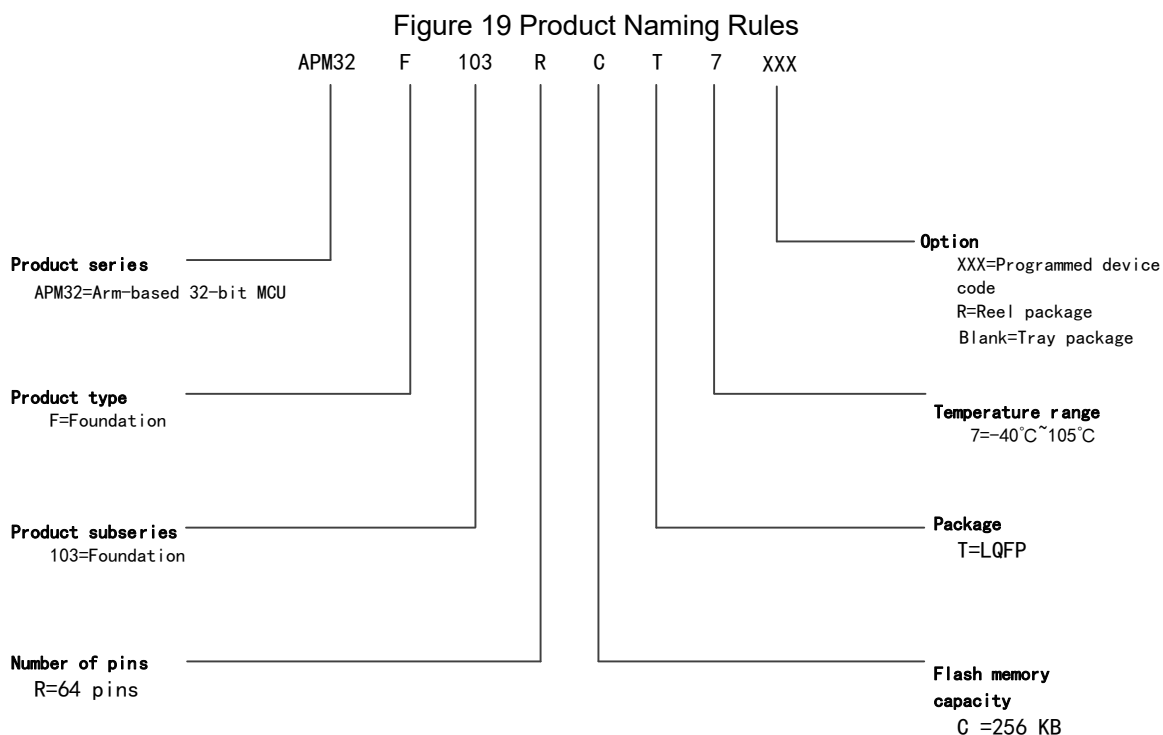 Figure 19 Product Naming Rules
APM32 F 103 R C T 7 XXX
Product series
APM32=Arm-based 32-bit MCU
Product type
F=Foundation
Product subseries
103=Foundation
Number of pins
R=64 pins
Option
XXX=Programmed device
code
R=Reel package
Blank=Tray package
Temperature range
7=-40℃~105℃
Package
T=LQFP
Flash memory
capacity
C =256 KB